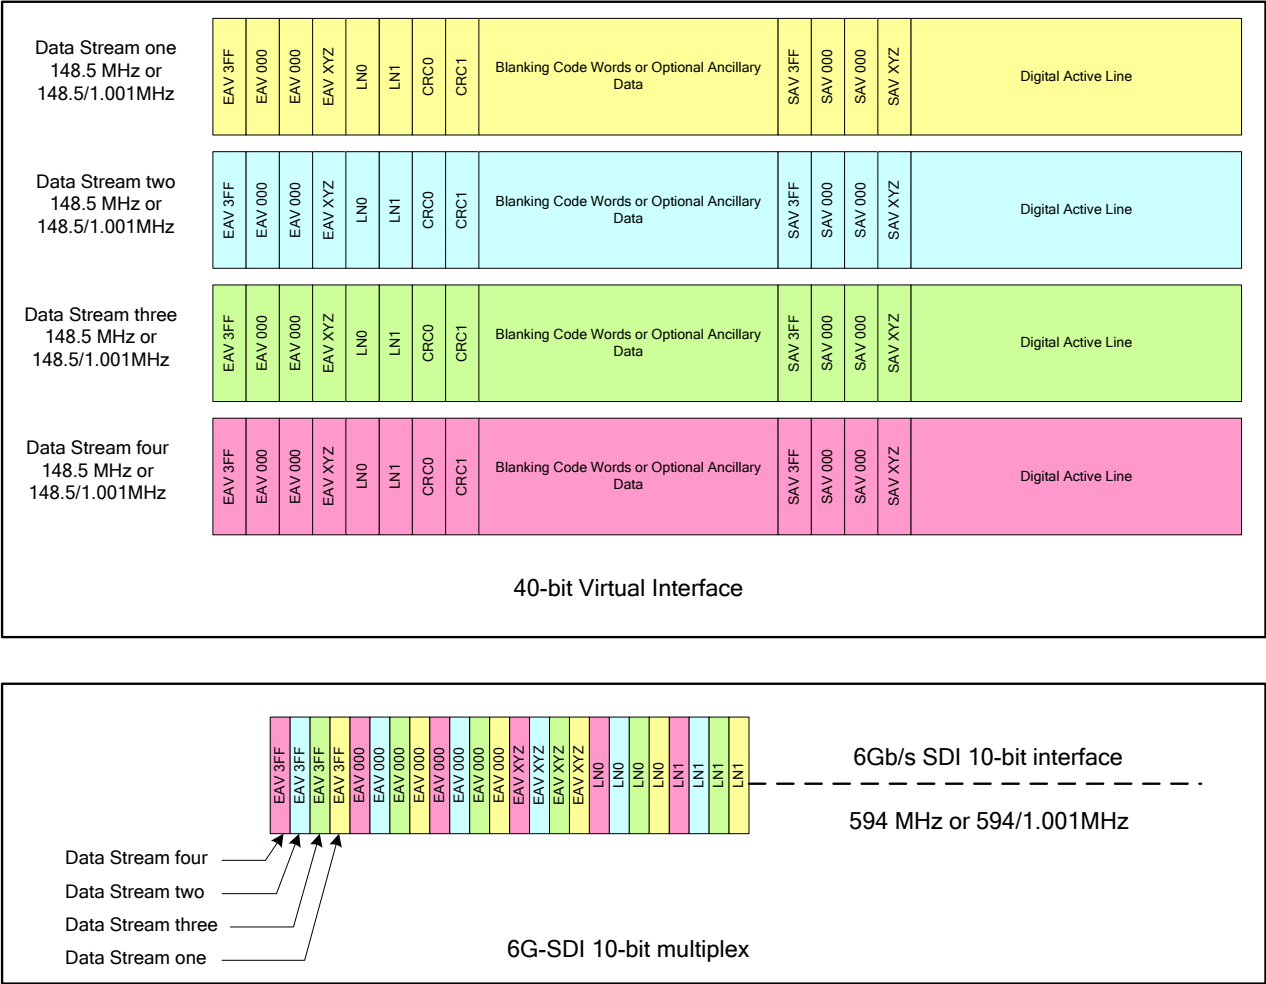 Data Stream one
148.5 MHz or
148.5/1.001MHz
EAV 3FF
EAV 000
EAV 000
EAV XYZ
LN0
LN1
CRC0
CRC1
Blanking Code Words or Optional Ancillary
Data
SAV 3FF
SAV 000
SAV 000
SAV XYZ
Digital Active Line
Data Stream two
148.5 MHz or
148.5/1.001MHz
EAV 3FF
EAV 000
EAV 000
EAV XYZ
LN0
LN1
CRC0
CRC1
Blanking Code Words or Optional Ancillary
Data
SAV 3FF
SAV 000
SAV 000
SAV XYZ
Digital Active Line
Data Stream three
148.5 MHz or
148.5/1.001MHz
EAV 3FF
EAV 000
EAV 000
EAV XYZ
LN0
LN1
CRC0
CRC1
Blanking Code Words or Optional Ancillary
Data
SAV 3FF
SAV 000
SAV 000
SAV XYZ
Digital Active Line
Data Stream four
148.5 MHz or
148.5/1.001MHz
EAV 3FF
EAV 000
EAV 000
EAV XYZ
LN0
LN1
CRC0
CRC1
Blanking Code Words or Optional Ancillary
Data
SAV 3FF
SAV 000
SAV 000
SAV XYZ
Digital Active Line
40-bit Virtual Interface
EAV 3FF
EAV 3FF
EAV 3FF
EAV 3FF
EAV 000
EAV 000
EAV 000
EAV 000
EAV 000
EAV 000
EAV 000
EAV 000
EAV XYZ
EAV XYZ
EAV XYZ
EAV XYZ
LN0
LN0
LN0
LN0
LN1
LN1
LN1
LN1
6Gb/s SDI 10-bit interface
594 MHz or 594/1.001MHz
Data Stream four
Data Stream two
Data Stream three
Data Stream one
6G-SDI 10-bit multiplex